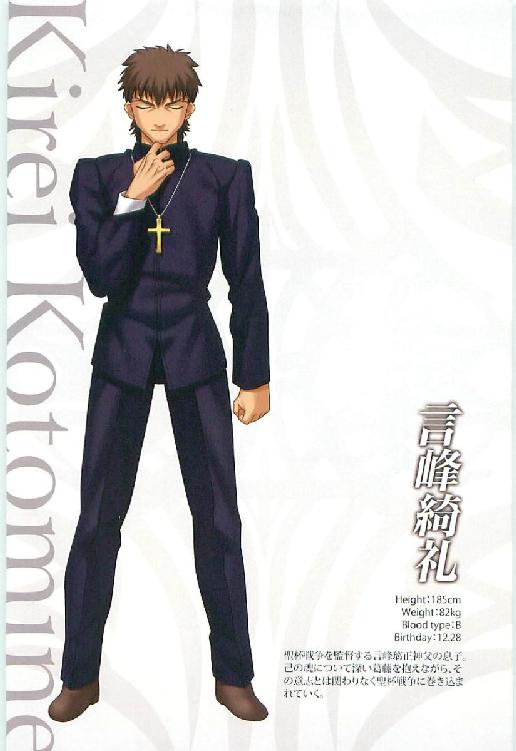 Kirei Kotomine
言峰綺礼
Height:185cm
Weight:82kg
Blood type:B
Birthday:12.28
聖杯戦争を監督する言峰璃正神父の息子。
己の魂について深い葛藤を抱えながら、そ
の意志とは関わりなく聖杯戦争に巻き込ま
れていく。